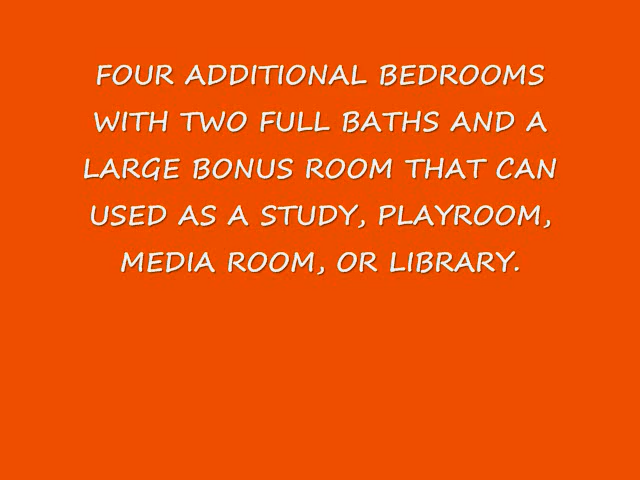 FOUR ADDITIONAL BEDROOMS
WITH TWO FULL BATHS AND A
LARGE BONUS ROOM THAT CAN
USED AS A STUDY, PLAYROOM,
MEDIA ROOM, OR LIBRARY.